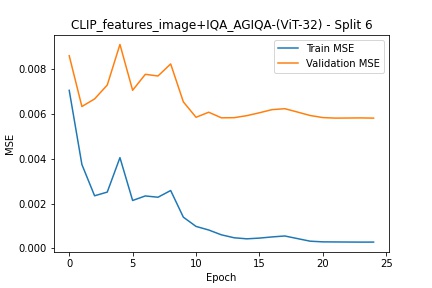 CLIP_features_image+IQA_AGIQA-(ViT-32) - Split 6
Train MSE
Validation MSE
MSE
0.008
0.006
0.004
0.002
0.000
0 5 10 15 20 25
Epoch